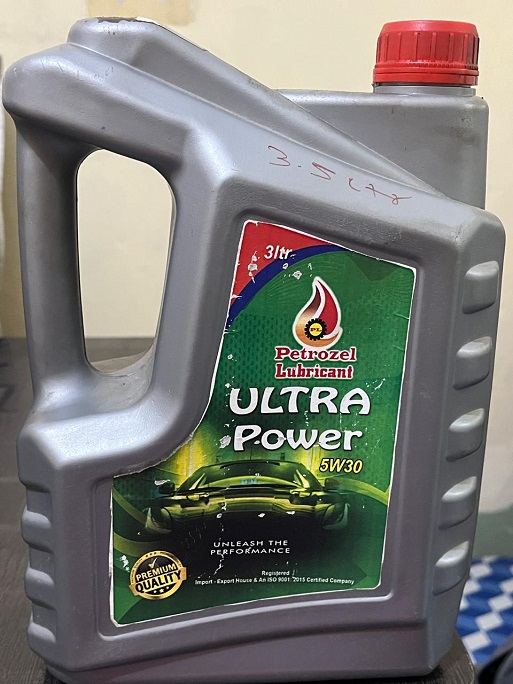 3.5 Ltr
3ltr
PL
Petrozel
Lubricant
ULTRA
Power
5W30
UNLEASH THE
PERFORMANCE
PREMIUM
QUALITY
Registered
Import - Export House & An ISO 9001: 2015 Certified Company